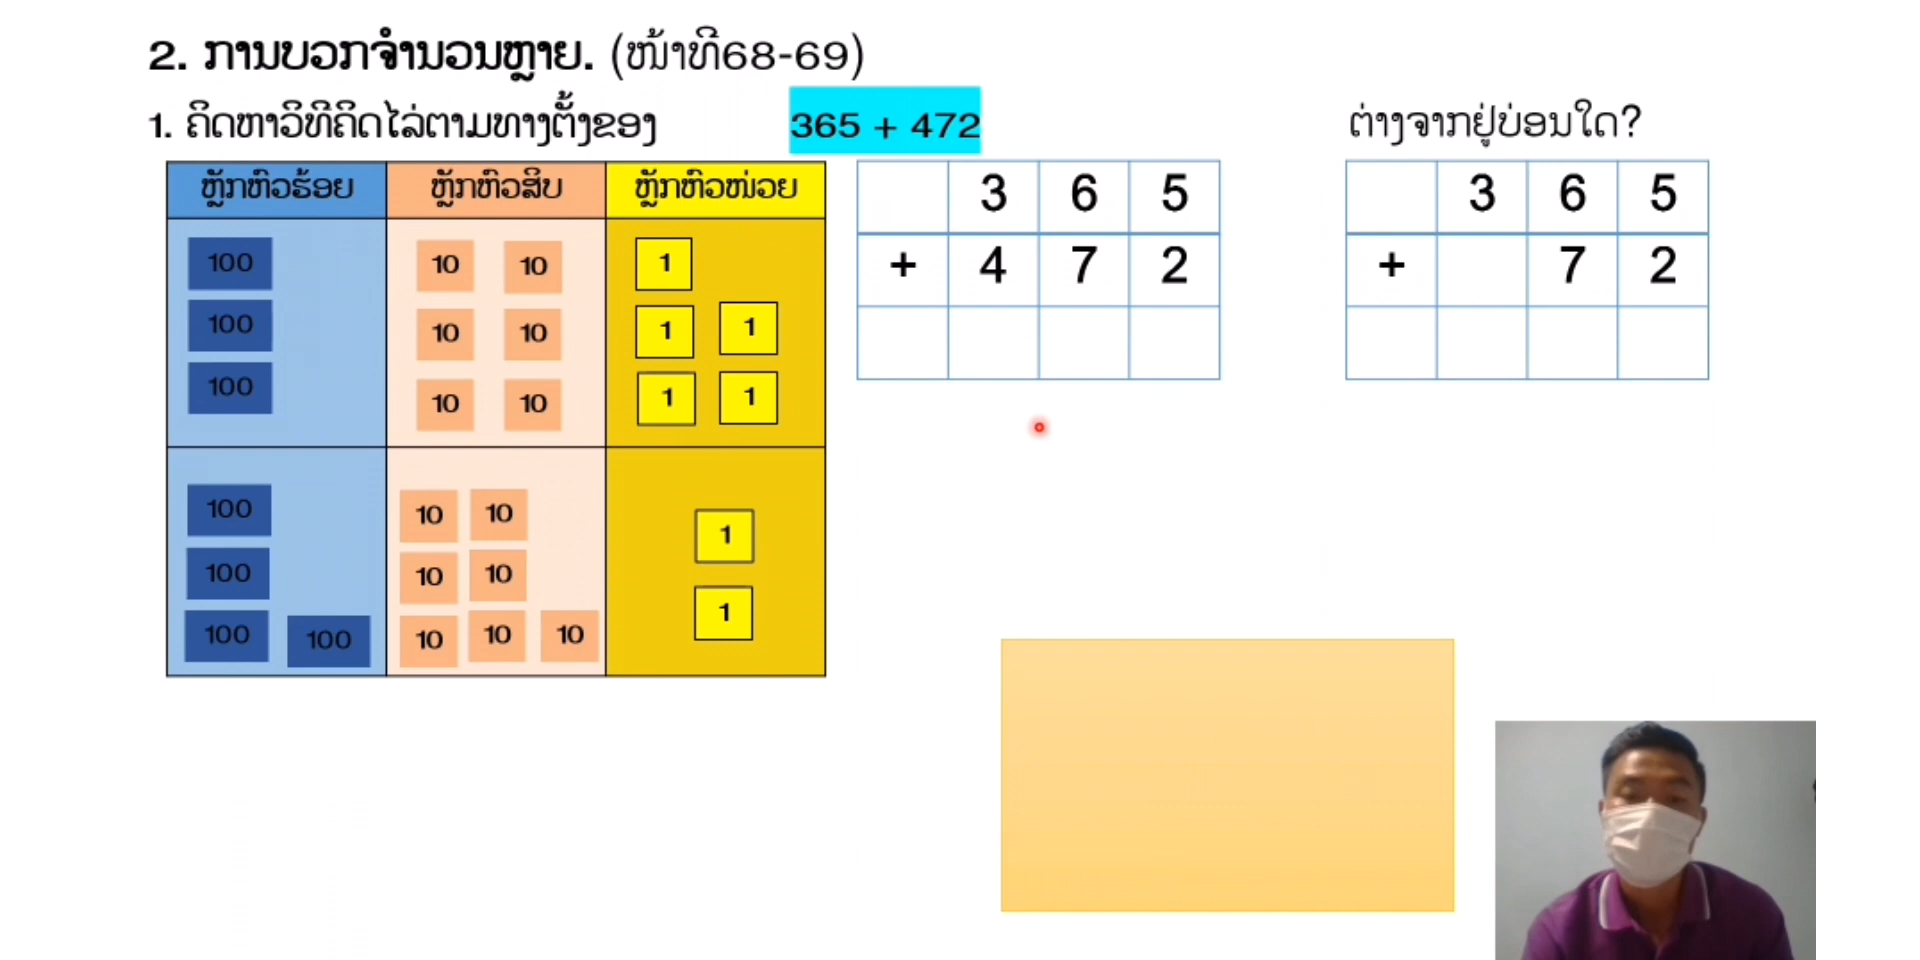 2. ການບວກຈຳນວນຫຼາຍ. (ໜ້າທີ68-69)
1. ຄິດຫາວິທີຄິດໄລ່ຕາມທາງຕັ້ງຂອງ 365 + 472 ຕ່າງຈາກຢູ່ບ່ອນໃດ?
ຫຼັກຫົວຮ້ອຍ ຫຼັກຫົວສິບ ຫຼັກຫົວໜ່ວຍ
100 10 10 1
100 10 10 1 1
100 10 10 1 1
100 10 10 1
100 10 10
100 100 10 10 10 1
3 6 5
+ 4 7 2
3 6 5
+ 7 2